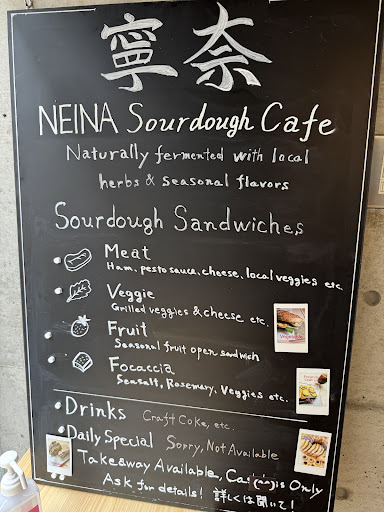 寧奈
NEINA Sourdough Cafe
Naturally fermented with local
herbs & seasonal flavors
Sourdough Sandwiches
Meat
Ham, pesto sauce, cheese, local veggies etc.
Veggie
Grilled veggies & cheese etc.
Fruit
Seasonal fruit open sandwich
Focaccia
Seasalt, Rosemary, Veggies etc.
Drinks Craft Coke, etc.
Daily Special Sorry, Not Available
Takeaway Available, Only
Ask for details! 詳しくは聞いて!